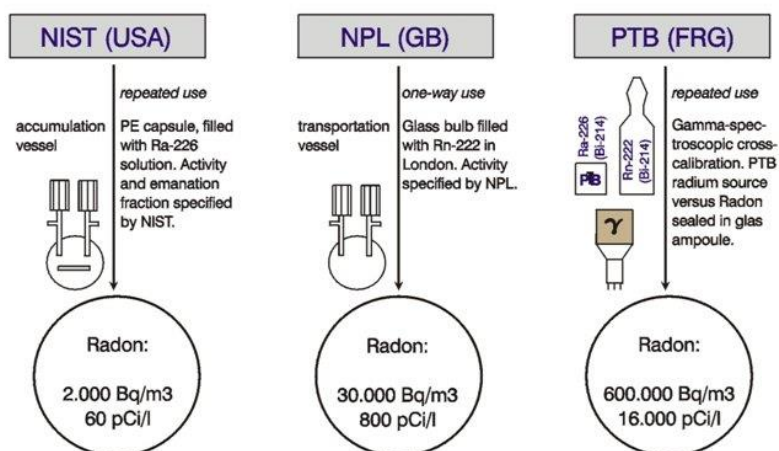 NIST (USA)
repeated use
accumulation
vessel
PE capsule, filled
with Ra-226
solution. Activity
and emanation
fraction specified
by NIST.
Radon:
2.000 Bq/m3
60 pCi/l
NPL (GB)
one-way use
transportation
vessel
Glass bulb filled
with Rn-222 in
London. Activity
specified by NPL.
Radon:
30.000 Bq/m3
800 pCi/l
PTB (FRG)
repeated use
Ra-226
(Bi-214)
PTB
Rn-222
(Bi-214)
γ
Gamma-spec-
troscopic cross-
calibration. PTB
radium source
versus Radon
sealed in glas
ampoule.
Radon:
600.000 Bq/m3
16.000 pCi/l